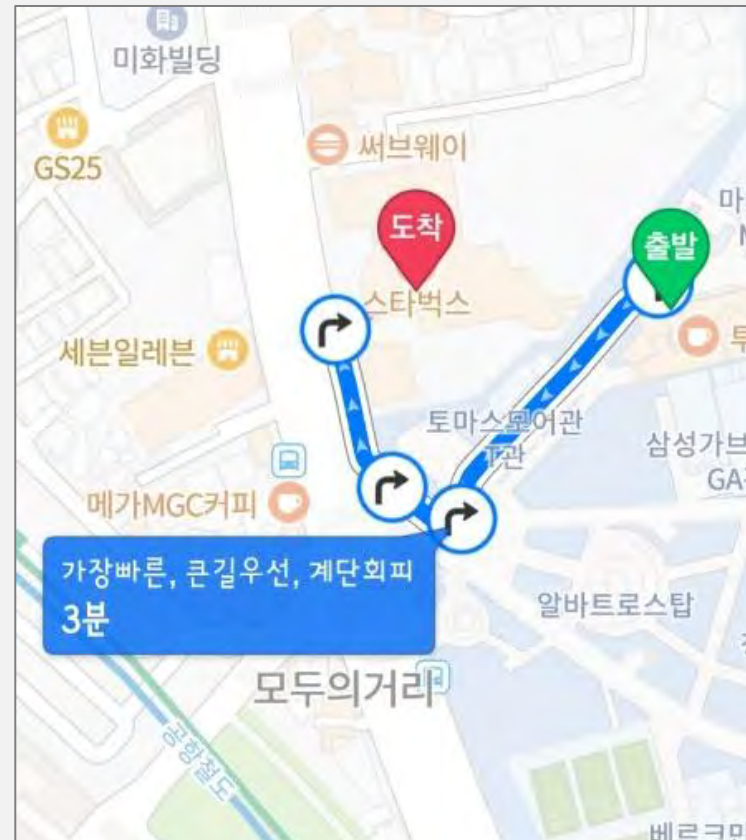 미화빌딩
GS25
써브웨이
마
도착
출발
스타벅스
투
세븐일레븐
토마스모어관
T관
삼성가브
GA-
메가MGC커피
가장빠른, 큰길우선, 계단회피
3분
알바트로스탑
모두의거리
공항철도